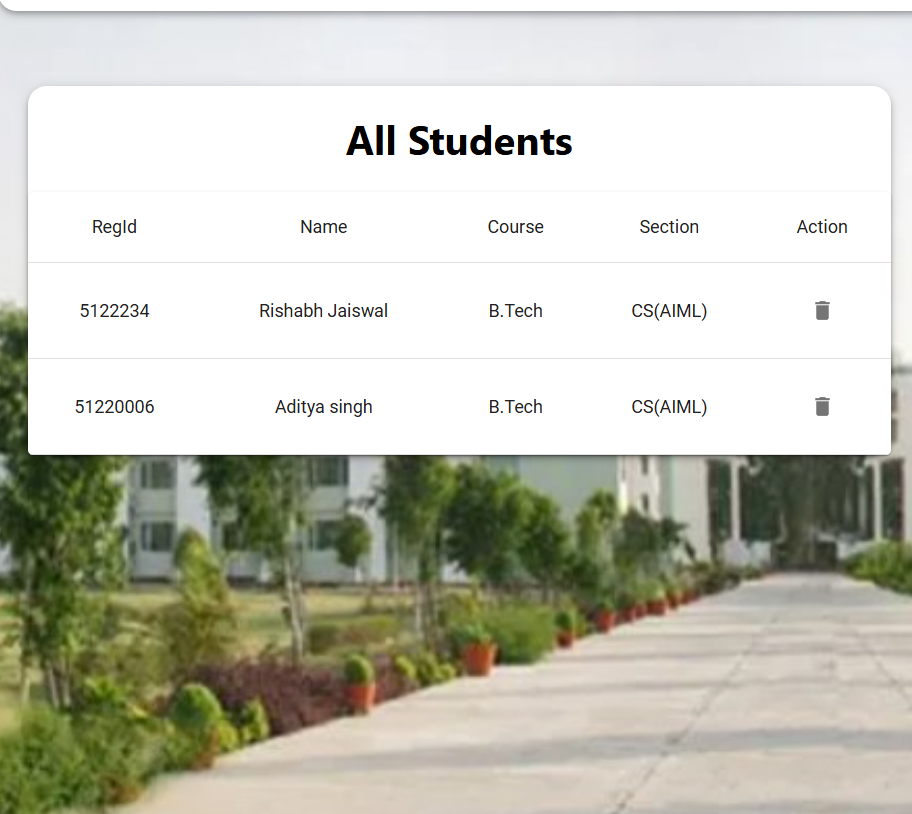 All Students
RegId Name Course Section Action
5122234 Rishabh Jaiswal B.Tech CS(AIML)
51220006 Aditya singh B.Tech CS(AIML)